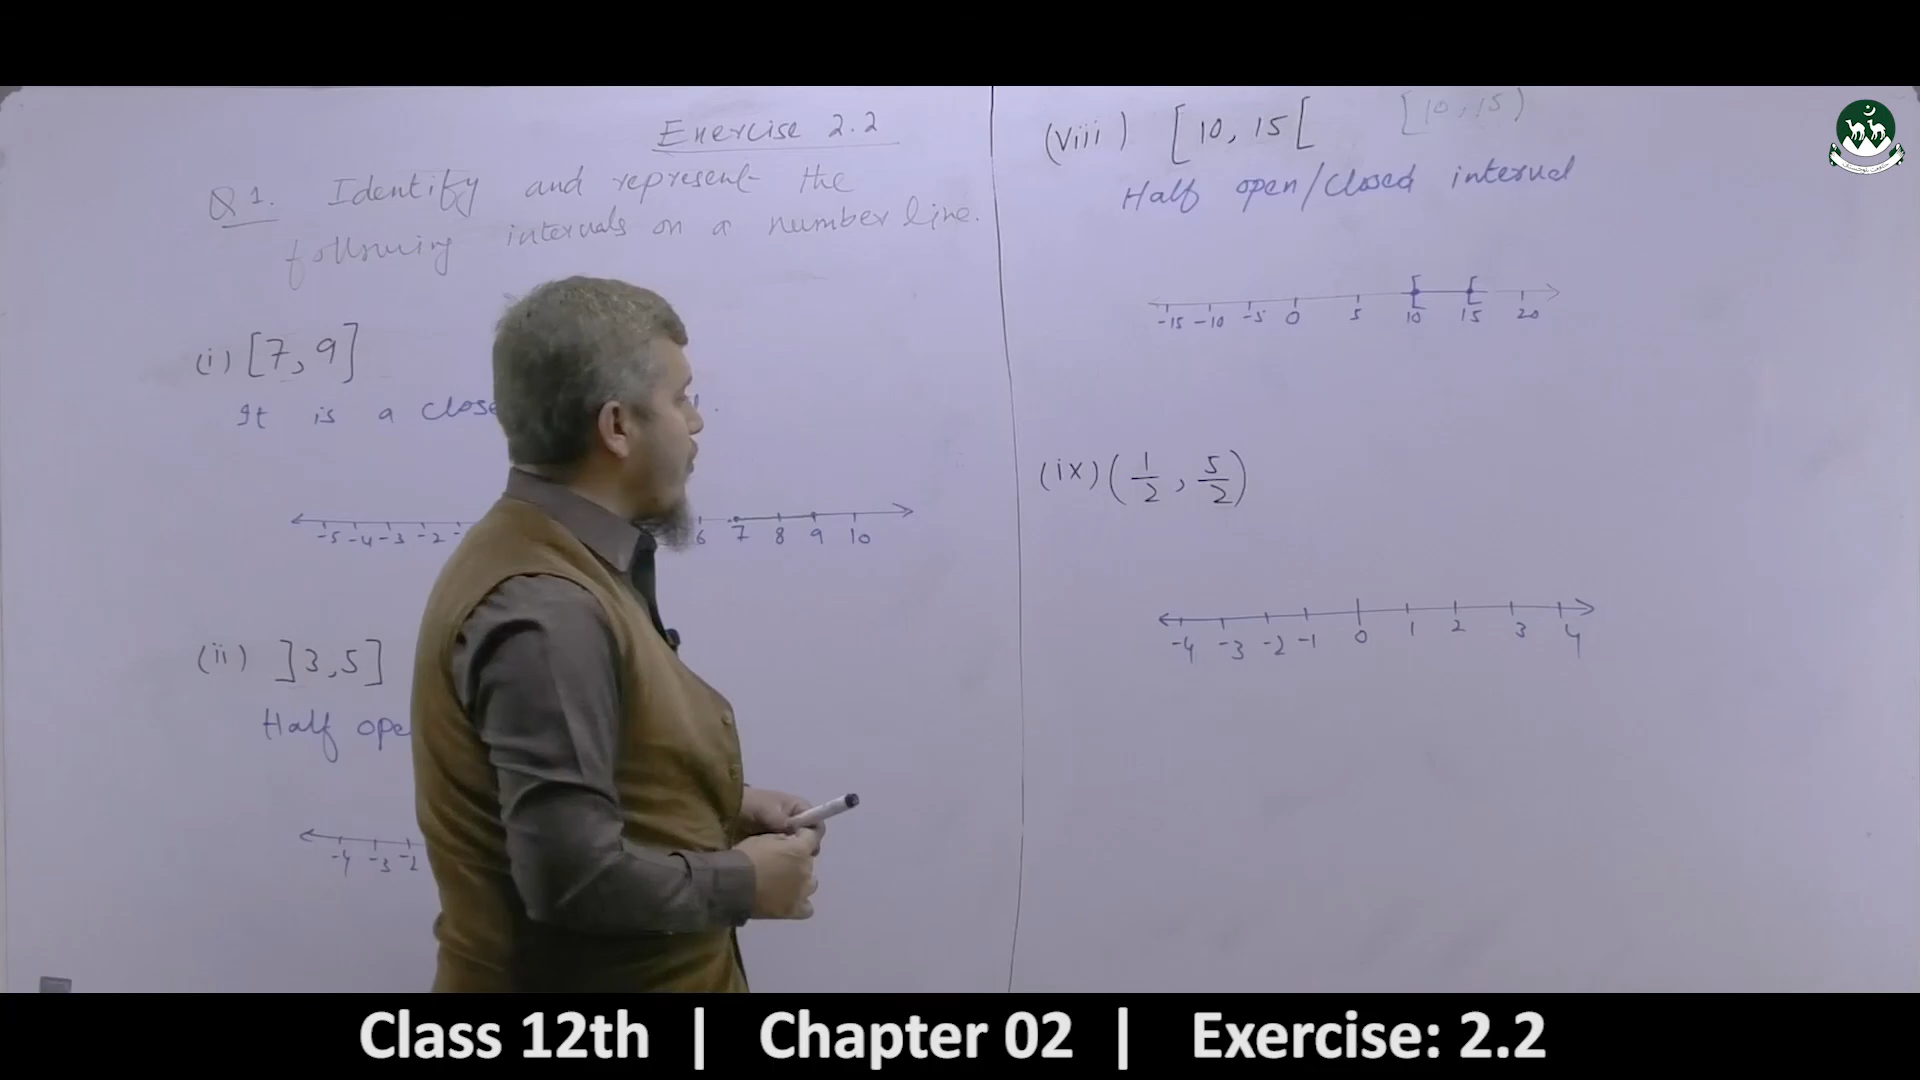 Exercise 2.2
Q 1. Identify and represent the
following intervals on a number line.
(i) [7, 9]
It is a close
-5 -4 -3 -2 - 6 7 8 9 10
(ii) ]3, 5]
Half ope
-4 -3 -2
(viii) [10, 15[ [10, 15)
Half open/closed interval
-15 -10 -5 0 5 10 15 20
(ix) (1/2, 5/2)
-4 -3 -2 -1 0 1 2 3 4
Class 12th | Chapter 02 | Exercise: 2.2